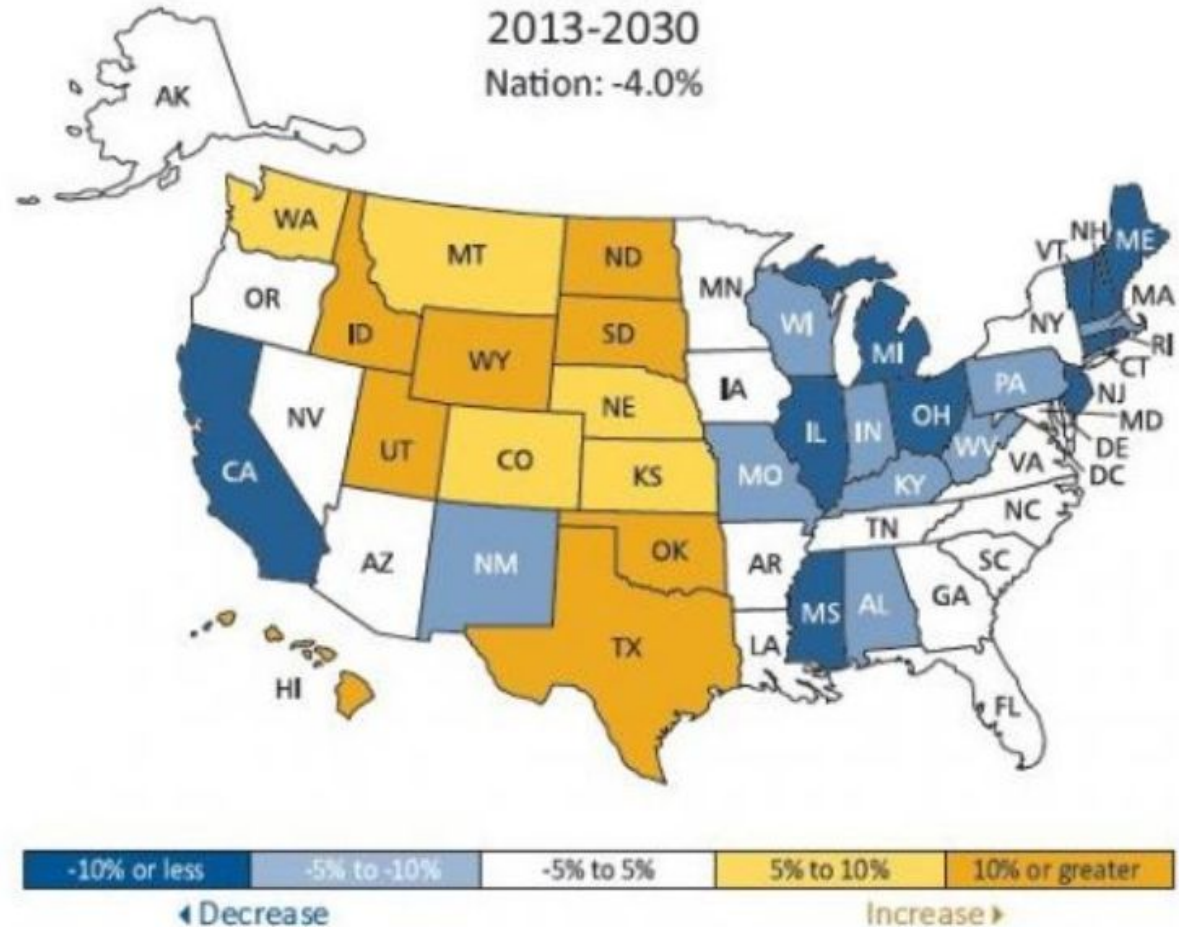 2013-2030
Nation: -4.0%
AK
WA
MT
ND
MN
VT
NH
ME
OR
ID
WY
SD
WI
MI
NY
MA
RI
CT
NV
UT
CO
NE
IA
IL
IN
OH
PA
NJ
MD
DE
DC
CA
KS
MO
KY
WV
VA
AZ
NM
OK
AR
TN
NC
SC
TX
LA
MS
AL
GA
HI
FL
-10% or less
-5% to -10%
-5% to 5%
5% to 10%
10% or greater
◄ Decrease
Increase ►